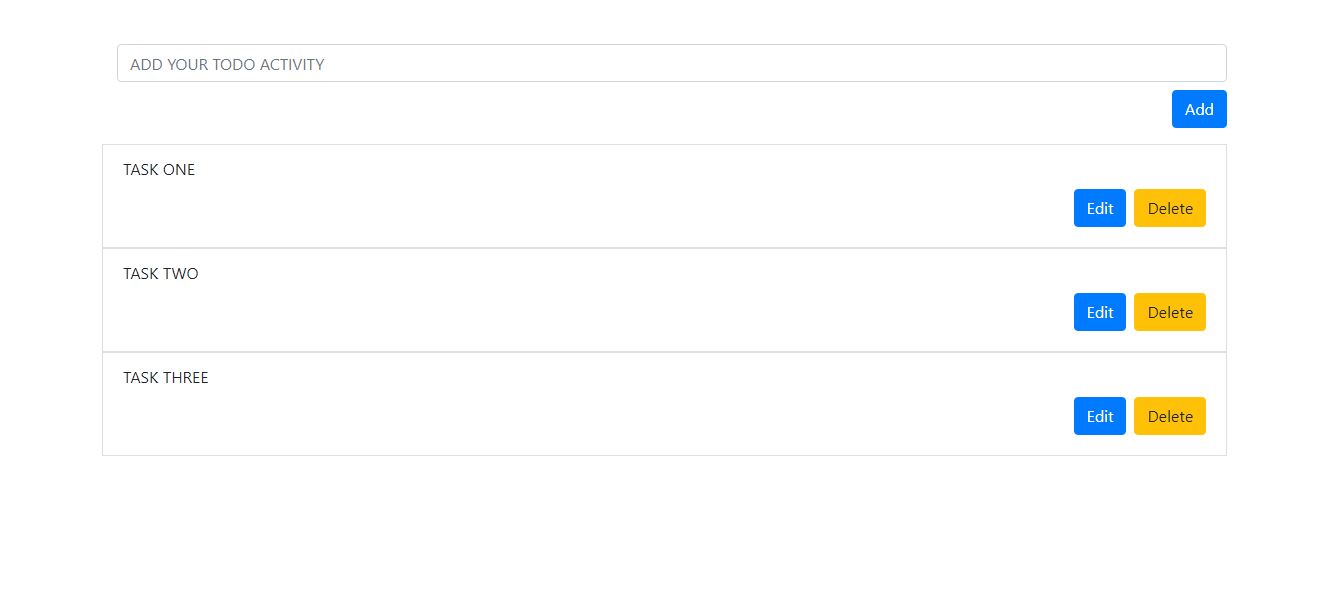 ADD YOUR TODO ACTIVITY
Add
TASK ONE
Edit Delete
TASK TWO
Edit Delete
TASK THREE
Edit Delete